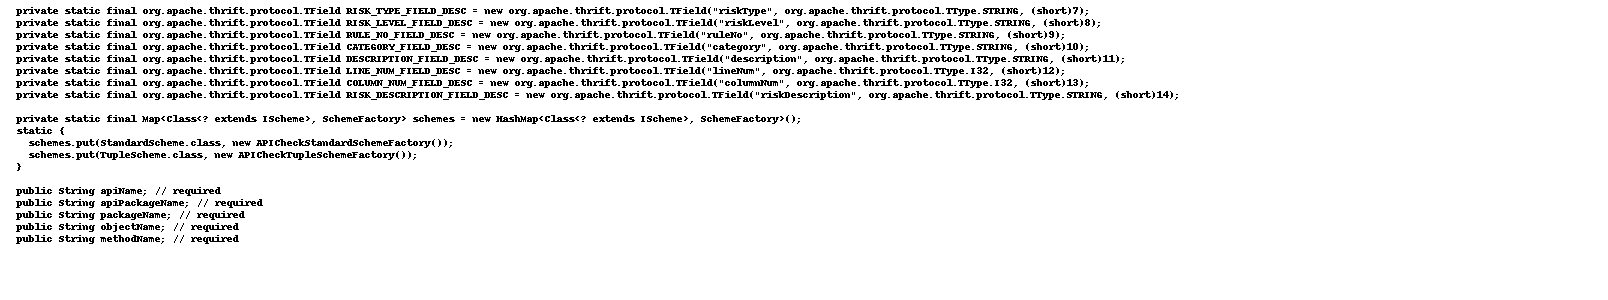 private static final org.apache.thrift.protocol.TField RISK_TYPE_FIELD_DESC = new org.apache.thrift.protocol.TField("riskType", org.apache.thrift.protocol.TType.STRING, (short)7);
private static final org.apache.thrift.protocol.TField RISK_LEVEL_FIELD_DESC = new org.apache.thrift.protocol.TField("riskLevel", org.apache.thrift.protocol.TType.STRING, (short)8);
private static final org.apache.thrift.protocol.TField RULE_NO_FIELD_DESC = new org.apache.thrift.protocol.TField("ruleNo", org.apache.thrift.protocol.TType.STRING, (short)9);
private static final org.apache.thrift.protocol.TField CATEGORY_FIELD_DESC = new org.apache.thrift.protocol.TField("category", org.apache.thrift.protocol.TType.STRING, (short)10);
private static final org.apache.thrift.protocol.TField DESCRIPTION_FIELD_DESC = new org.apache.thrift.protocol.TField("description", org.apache.thrift.protocol.TType.STRING, (short)11);
private static final org.apache.thrift.protocol.TField LINE_NUM_FIELD_DESC = new org.apache.thrift.protocol.TField("lineNum", org.apache.thrift.protocol.TType.I32, (short)12);
private static final org.apache.thrift.protocol.TField COLUMN_NUM_FIELD_DESC = new org.apache.thrift.protocol.TField("columnNum", org.apache.thrift.protocol.TType.I32, (short)13);
private static final org.apache.thrift.protocol.TField RISK_DESCRIPTION_FIELD_DESC = new org.apache.thrift.protocol.TField("riskDescription", org.apache.thrift.protocol.TType.STRING, (short)14);
private static final Map<Class<? extends IScheme>, SchemeFactory> schemes = new HashMap<Class<? extends IScheme>, SchemeFactory>();
static {
schemes.put(StandardScheme.class, new APICheckStandardSchemeFactory());
schemes.put(TupleScheme.class, new APICheckTupleSchemeFactory());
}
public String apiName; // required
public String apiPackageName; // required
public String packageName; // required
public String objectName; // required
public String methodName; // required